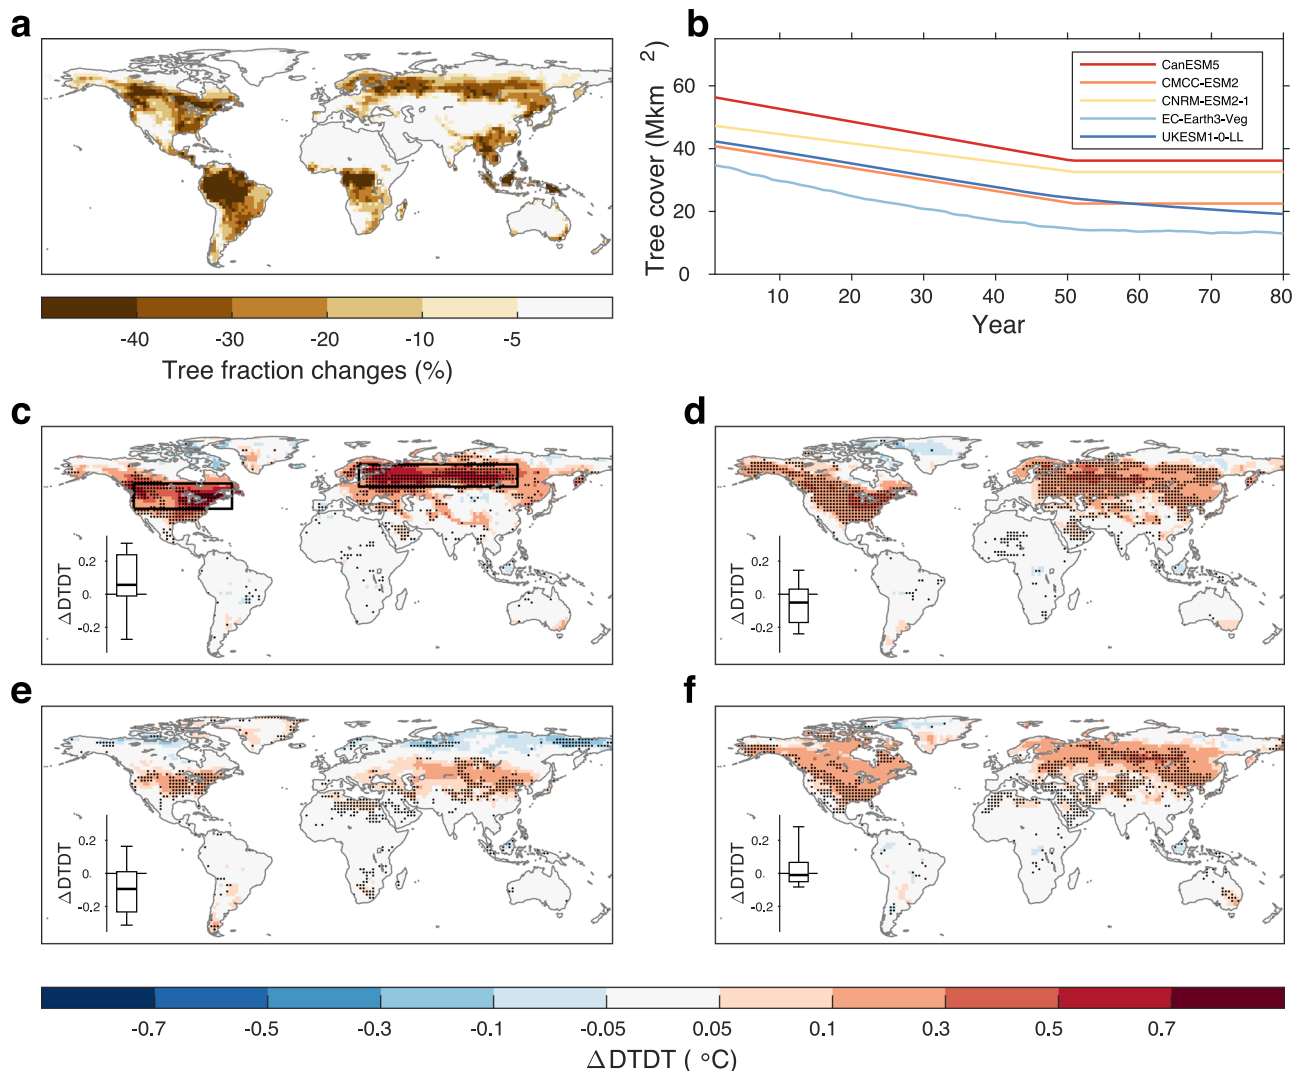 a
-40 -30 -20 -10 -5
Tree fraction changes (%)
b
Tree cover (Mkm 2)
60
40
20
0
10 20 30 40 50 60 70 80
Year
CanESM5
CMCC-ESM2
CNRM-ESM2-1
EC-Earth3-Veg
UKESM1-0-LL
c
ΔDTDT
0.2
0.
-0.2
d
ΔDTDT
0.2
0.
-0.2
e
ΔDTDT
0.2
0.
-0.2
f
ΔDTDT
0.2
0.
-0.2
-0.7 -0.5 -0.3 -0.1 -0.05 0.05 0.1 0.3 0.5 0.7
ΔDTDT ( °C)